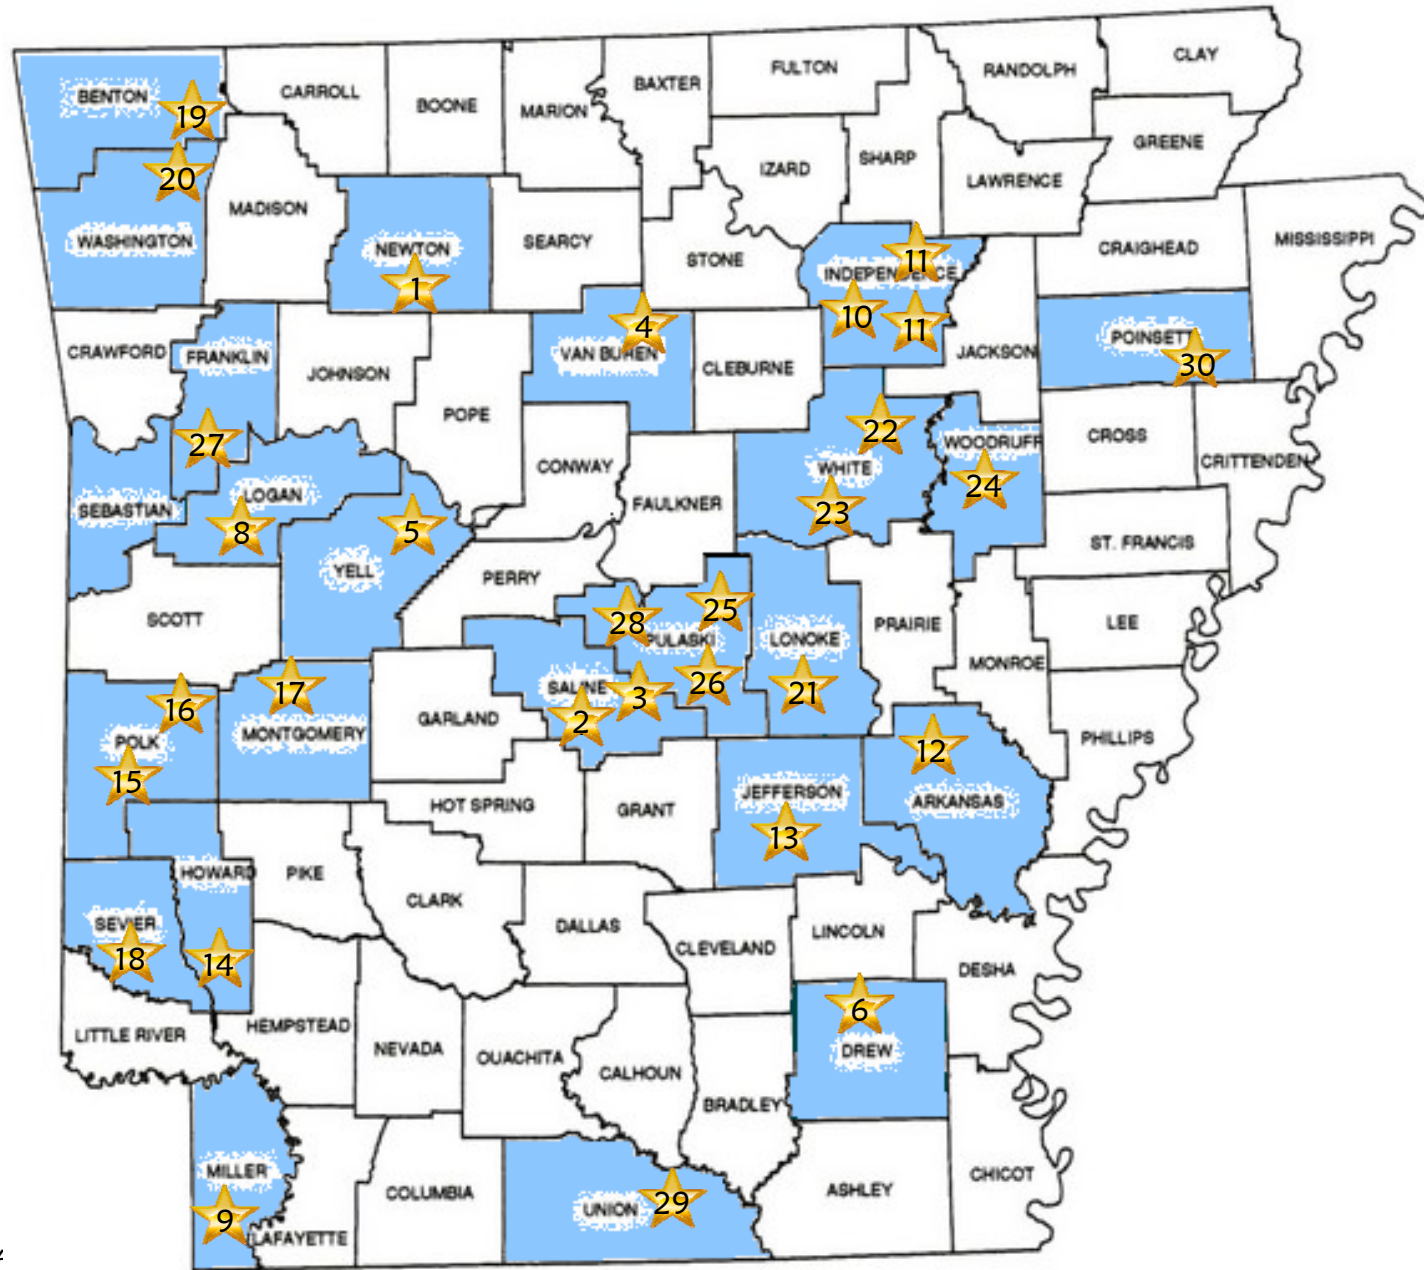 CLAY
FULTON
RANDOLPH
BAXTER
CARROLL
BENTON
BOONE
MARION
19
GREENE
SHARP
IZARD
LAWRENCE
20
MADISON
WASHINGTON
NEWTON
SEARCY
MISSISSIPPI
CRAIGHEAD
STONE
11
INDEPENDENCE
1
10
11
4
POINSETT
30
CRAWFORD
FRANKLIN
VAN BUREN
JACKSON
CLEBURNE
JOHNSON
POPE
22
CROSS
27
WOODRUFF
CRITTENDEN
CONWAY
WHITE
24
LOGAN
FAULKNER
SEBASTIAN
23
8
5
ST. FRANCIS
YELL
PERRY
25
SCOTT
28
PULASKI
LONOKE
PRAIRIE
LEE
MONROE
17
SALINE
3
26
21
16
GARLAND
2
MONTGOMERY
POLK
PHILLIPS
12
15
JEFFERSON
ARKANSAS
HOT SPRING
GRANT
13
HOWARD
PIKE
CLARK
SEVIER
DALLAS
LINCOLN
CLEVELAND
18
14
DESHA
6
HEMPSTEAD
LITTLE RIVER
NEVADA
DREW
OUACHITA
CALHOUN
BRADLEY
MILLER
CHICOT
COLUMBIA
ASHLEY
UNION
29
9
LAFAYETTE